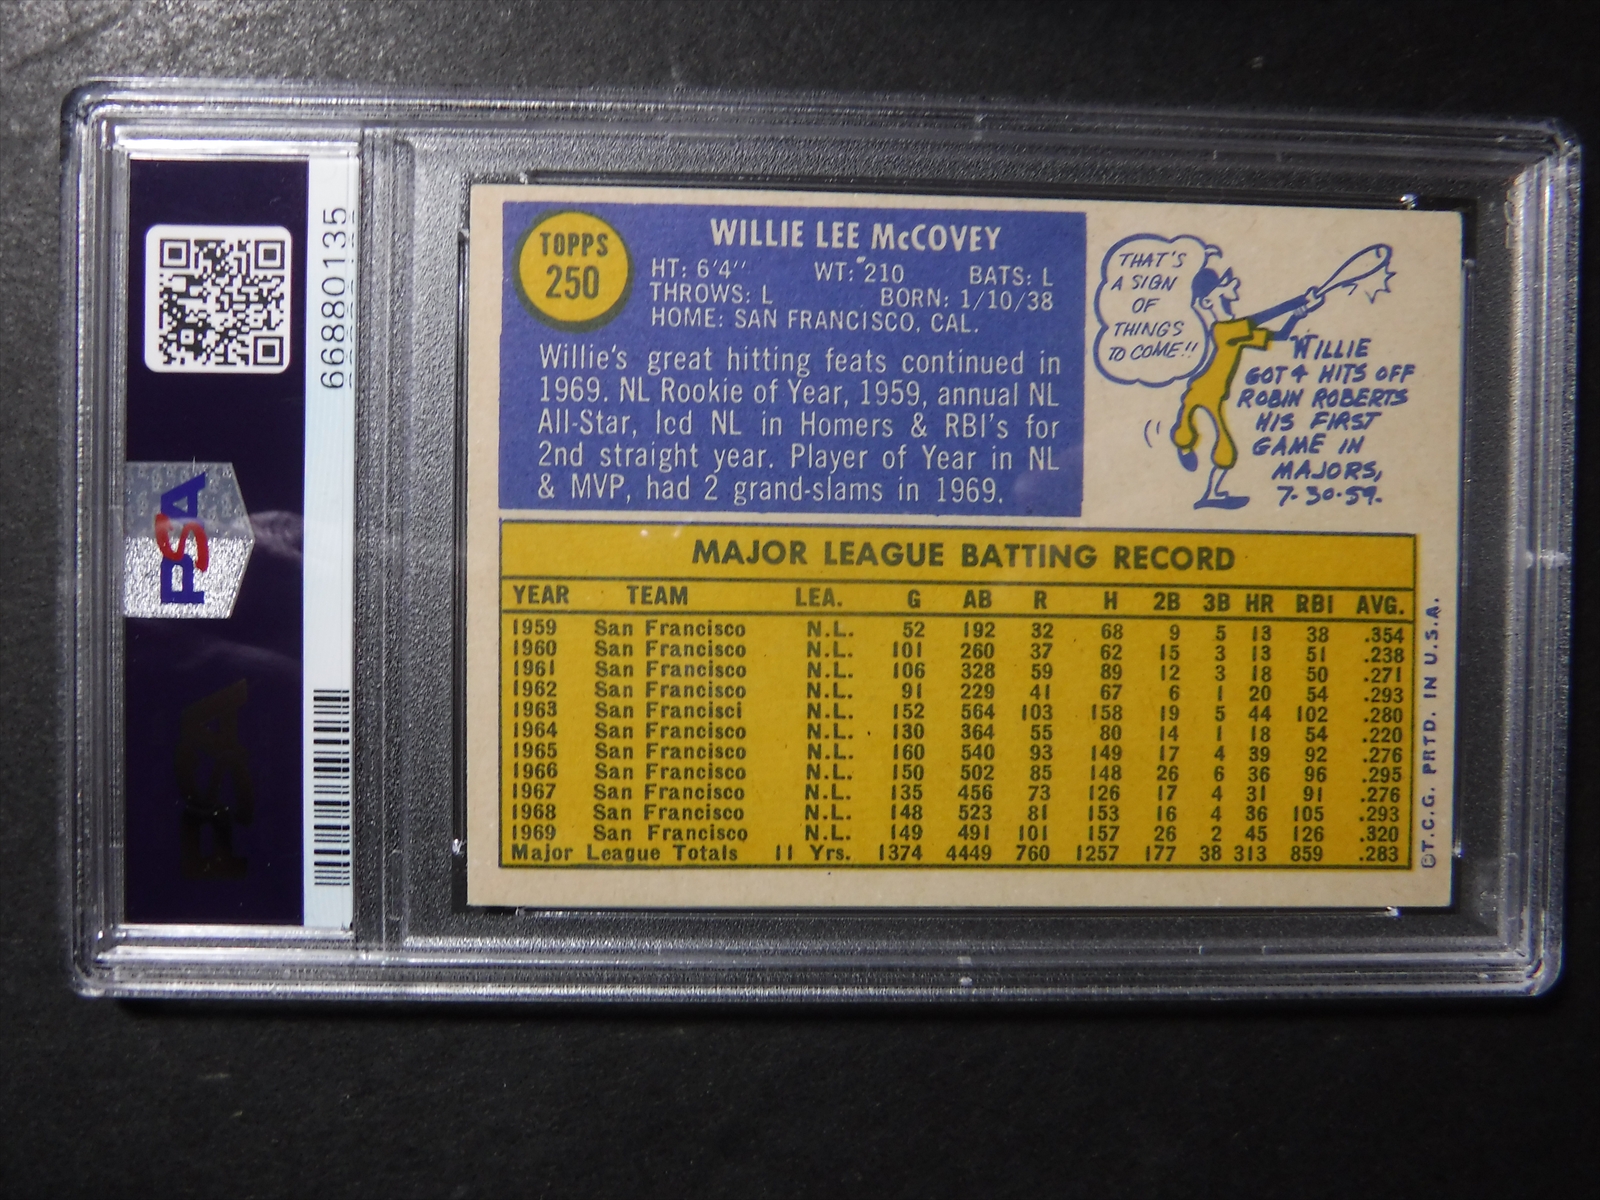 66880135
PSA
PSA
TOPPS
250
WILLIE LEE McCOVEY
HT: 6'4" WT: 210 BATS: L
THROWS: L BORN: 1/10/38
HOME: SAN FRANCISCO, CAL.
Willie's great hitting feats continued in
1969. NL Rookie of Year, 1959, annual NL
All-Star, lcd NL in Homers & RBI's for
2nd straight year. Player of Year in NL
& MVP, had 2 grand-slams in 1969.
THAT'S
A SIGN
OF
THINGS
TO COME!!
WILLIE
GOT 4 HITS OFF
ROBIN ROBERTS
HIS FIRST
GAME IN
MAJORS,
7-30-59.
MAJOR LEAGUE BATTING RECORD
YEAR TEAM LEA. G AB R H 2B 3B HR RBI AVG.
1959 San Francisco N.L. 52 192 32 68 9 5 13 38 .354
1960 San Francisco N.L. 101 260 37 62 15 3 13 51 .238
1961 San Francisco N.L. 106 328 59 89 12 3 18 50 .271
1962 San Francisco N.L. 91 229 41 67 6 1 20 54 .293
1963 San Francisci N.L. 152 564 103 158 19 5 44 102 .280
1964 San Francisco N.L. 130 364 55 80 14 1 18 54 .220
1965 San Francisco N.L. 160 540 93 149 17 4 39 92 .276
1966 San Francisco N.L. 150 502 85 148 26 6 36 96 .295
1967 San Francisco N.L. 135 456 73 126 17 4 31 91 .276
1968 San Francisco N.L. 148 523 81 153 16 4 36 105 .293
1969 San Francisco N.L. 149 491 101 157 26 2 45 126 .320
Major League Totals 11 Yrs. 1374 4449 760 1257 177 38 313 859 .283
©T.C.G. PRTD. IN U.S.A.